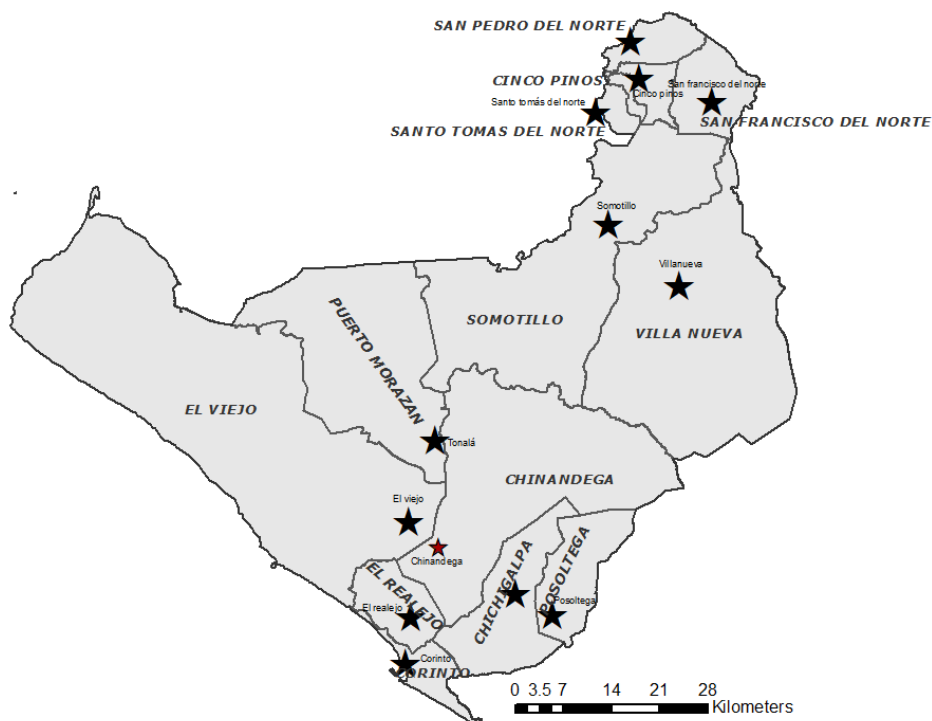 SAN PEDRO DEL NORTE
CINCO PINOS
San francisco del norte
Cinco pinos
Santo tomás del norte
SAN FRANCISCO DEL NORTE
SANTO TOMAS DEL NORTE
Somotillo
Villanueva
PUERTO MORAZAN
SOMOTILLO
VILLA NUEVA
EL VIEJO
Tonalá
CHINANDEGA
El viejo
Chinandega
EL REALEJO
CHICHIGALPA
POSOLTEGA
El realejo
Posoltega
Corinto
CORINTO
0 3.5 7 14 21 28
Kilometers